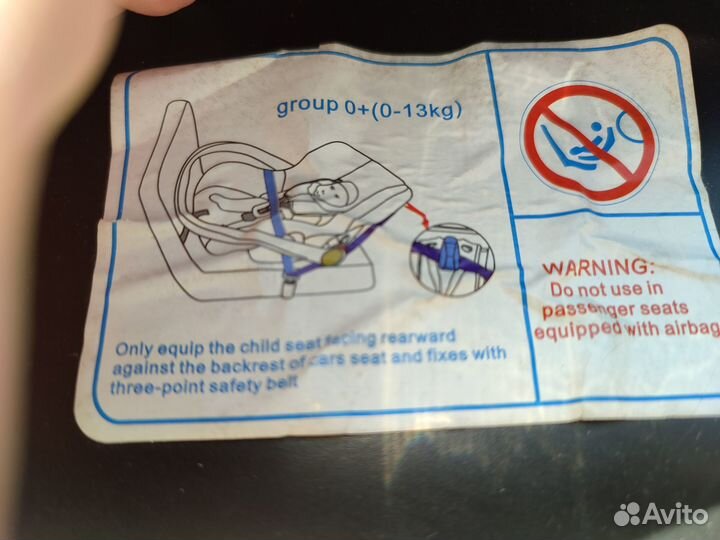 group 0+(0-13kg)
Only equip the child seat facing rearward
against the backrest of cars seat and fixes with
three-point safety belt
WARNING:
Do not use in
passenger seats
equipped with airbag
Avito